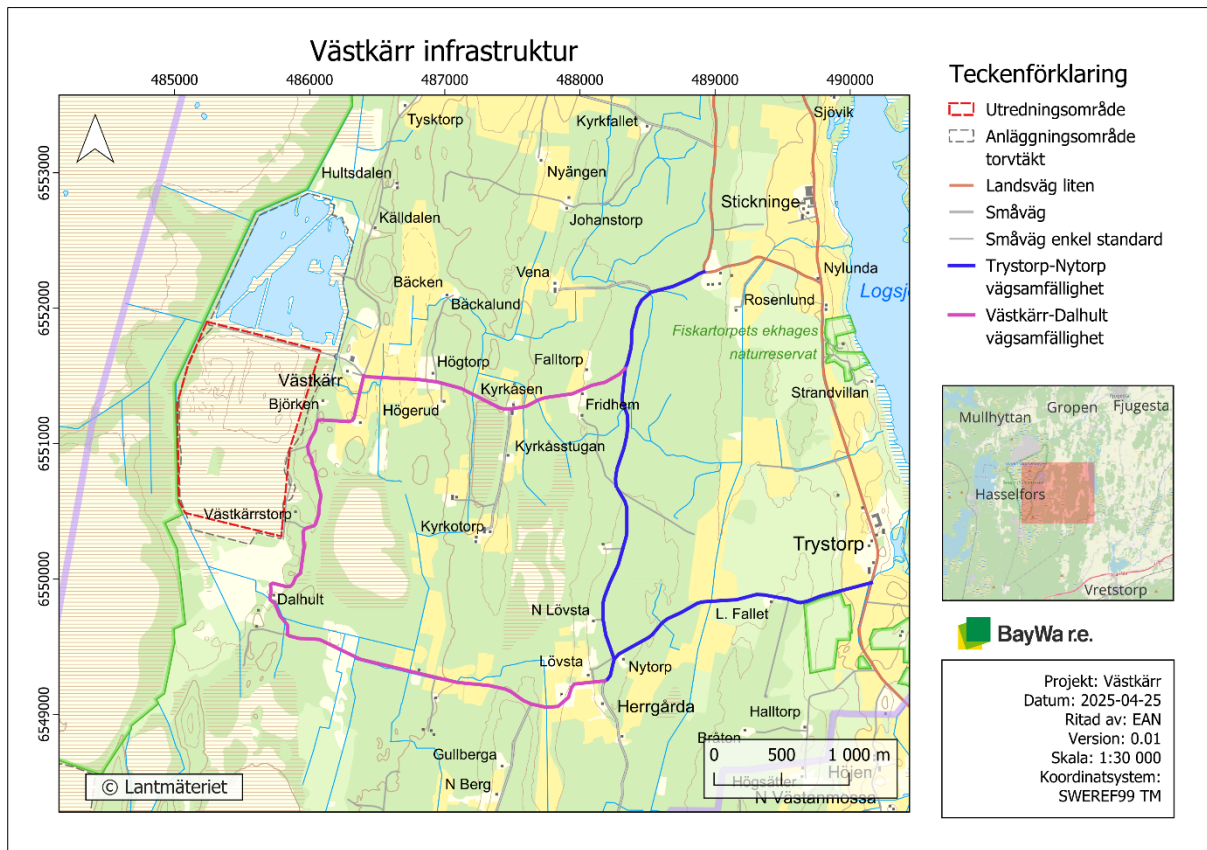 Västkärr infrastruktur
485000
486000
487000
488000
489000
490000
6553000
6552000
6551000
6550000
6549000
Sjövik
Tysktorp
Kyrkfallet
Hultsdalen
Nyängen
Stickninge
Källdalen
Johanstorp
Bäcken
Vena
Nylunda
Bäckalund
Rosenlund
Logsj
Fiskartorpets ekhages
naturreservat
Högtorp
Falltorp
Västkärr
Kyrkåsen
Strandvillan
Björken
Högerud
Fridhem
Kyrkåsstugan
Västkärrstorp
Kyrkotorp
Trystorp
Dalhult
N Lövsta
L. Fallet
Lövsta
Nytorp
Herrgårda
Halltorp
Gullberga
Bråten
N Berg
Högsätter
Höjen
N Västanmossa
0
500
1 000 m
© Lantmäteriet
Teckenförklaring
Utredningsområde
Anläggningsområde
torvtäkt
Landsväg liten
Småväg
Småväg enkel standard
Trystorp-Nytorp
vägsamfällighet
Västkärr-Dalhult
vägsamfällighet
Mullhyttan
Gropen
Fjugesta
Hasselfors
Vretstorp
BayWa r.e.
Projekt: Västkärr
Datum: 2025-04-25
Ritad av: EAN
Version: 0.01
Skala: 1:30 000
Koordinatsystem:
SWEREF99 TM